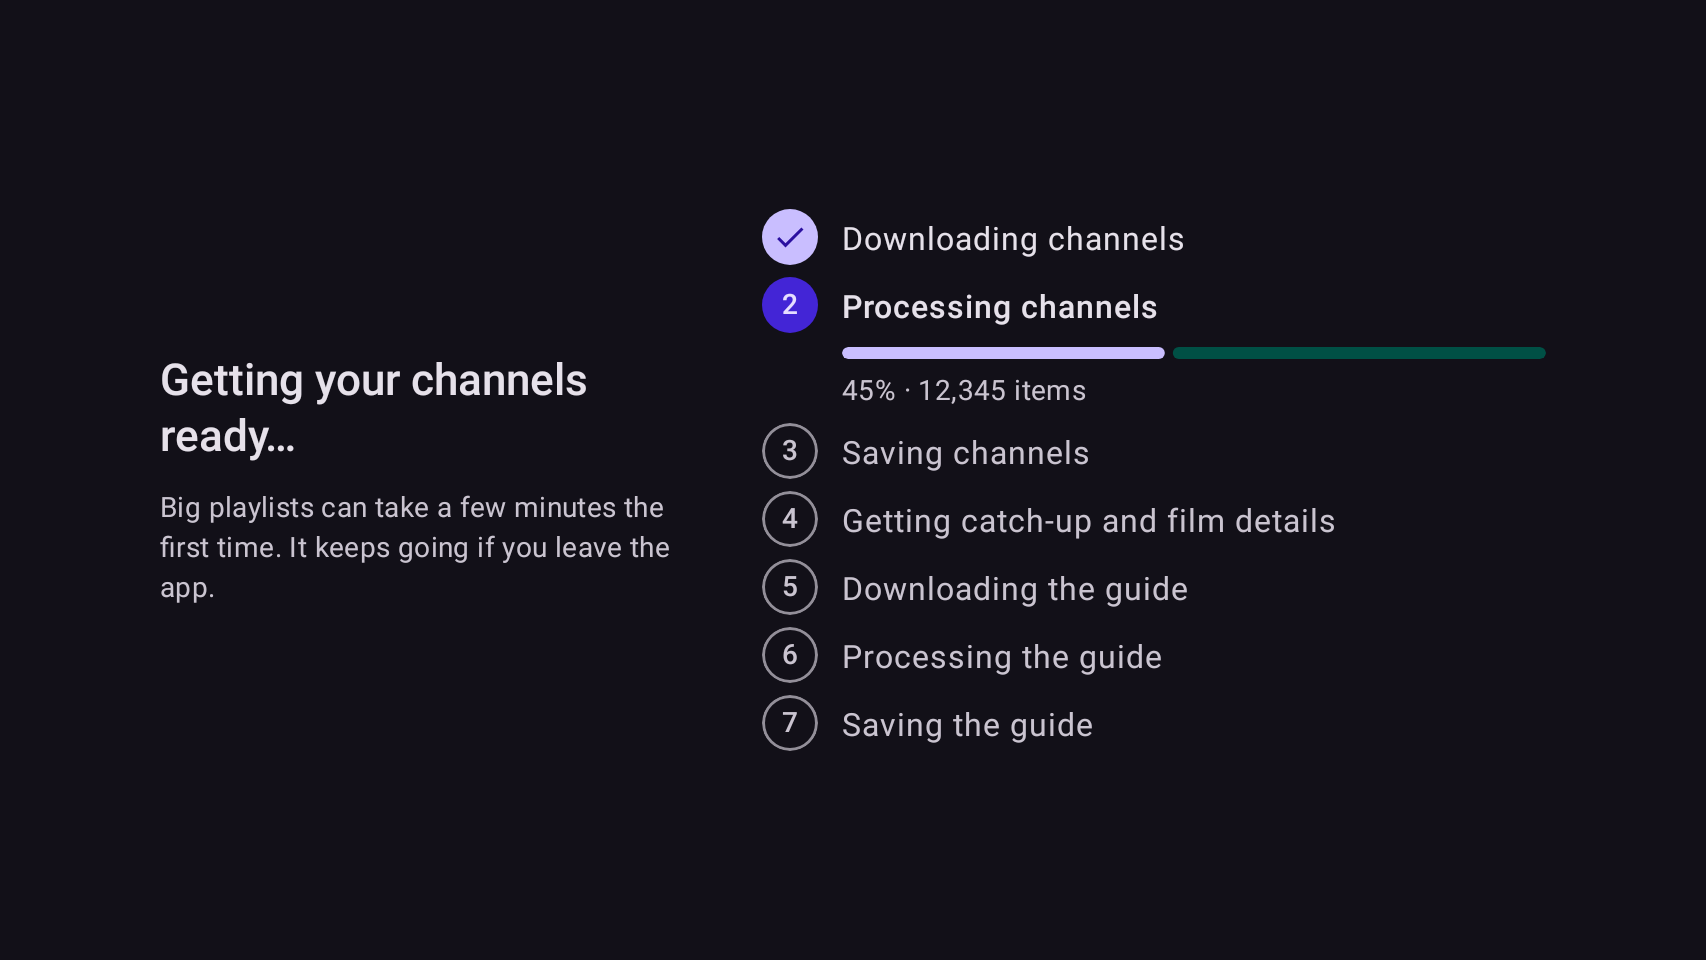 Getting your channels
ready…
Big playlists can take a few minutes the
first time. It keeps going if you leave the
app.
Downloading channels
2 Processing channels
45% · 12,345 items
3 Saving channels
4 Getting catch-up and film details
5 Downloading the guide
6 Processing the guide
7 Saving the guide